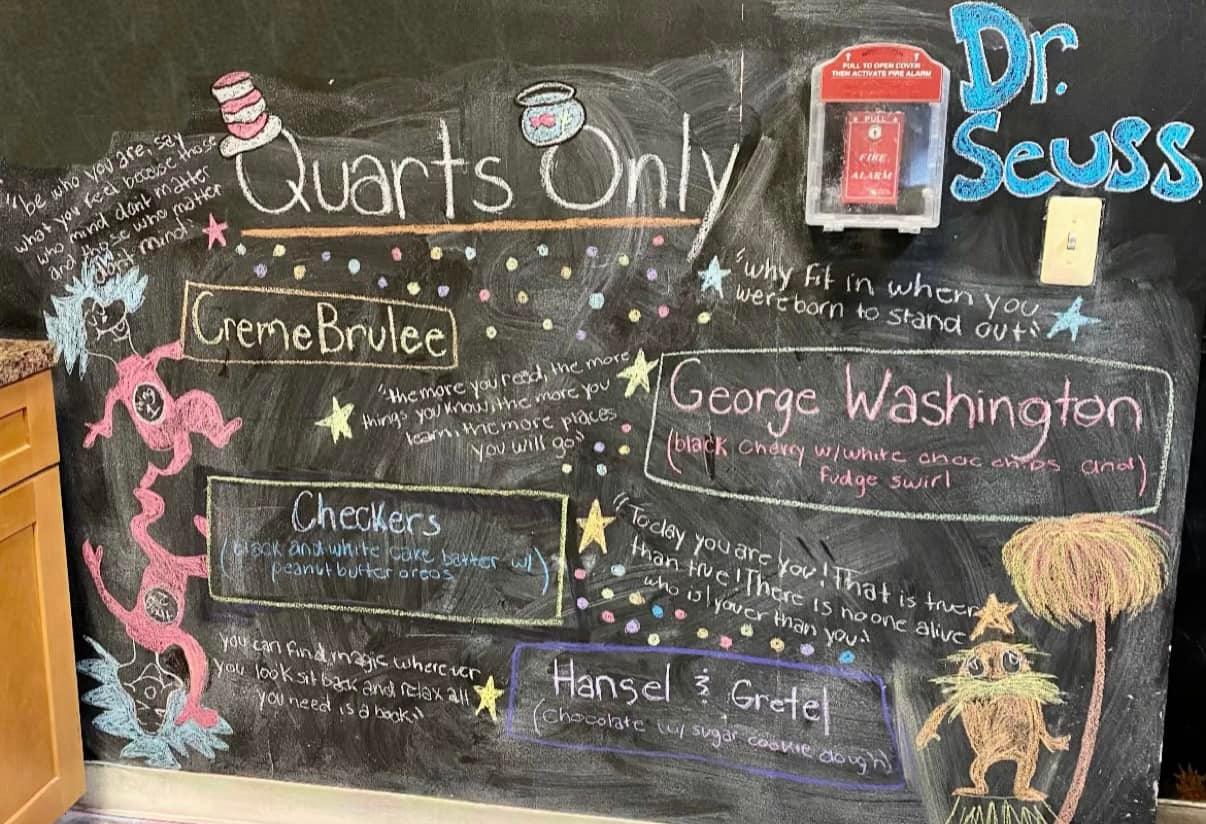 Dr.
Seuss
PULL TO OPEN COVER
THEN ACTIVATE FIRE ALARM
PULL
FIRE
ALARM
Quarts Only
"be who you are, say
what you feel because those
who mind dont matter
and those who matter
dont mind."
"why fit in when you
were born to stand out"
Creme Brulee
"the more you read, the more
things you know, the more you
learn, the more places
you will go"
George Washington
(black cherry w/white choc chips and
fudge swirl)
Checkers
(black and white cake batter w/
peanut butter oreos)
"Today you are you! That is truer
than true! There is no one alive
who is youer than you."
you can find magic wherever
you look sit back and relax all
you need is a book"
Hansel & Gretel
(chocolate w/ sugar cookie dough)